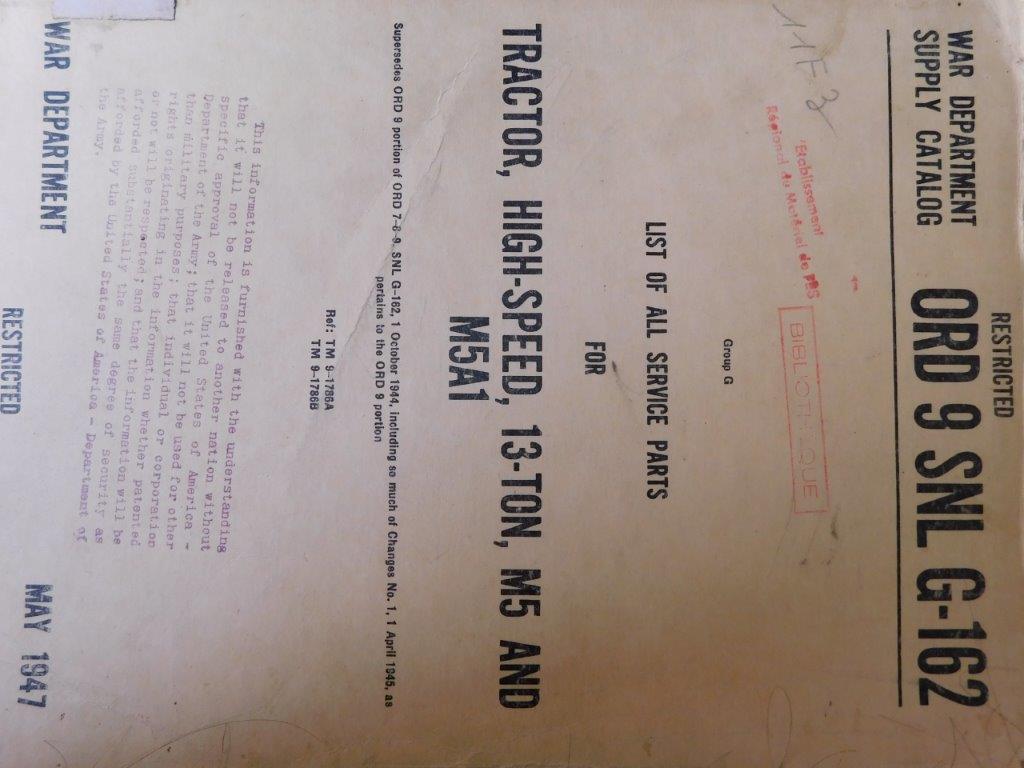 RESTRICTED
WAR DEPARTMENT
SUPPLY CATALOG
ORD 9 SNL G-162
11F2
Etablissement
Régional du Matériel de
BIBLIOTHEQUE
Group G
LIST OF ALL SERVICE PARTS
FOR
TRACTOR, HIGH-SPEED, 13-TON, M5 AND
M5A1
Supersedes ORD 9 portion of ORD 7-8-9, SNL G-162, 1 October 1944, including so much of Changes No. 1, 1 April 1945, as
pertains to the ORD 9 portion
Ref: TM 9-1786A
TM 9-1786B
This information is furnished with the understanding
that it will not be released to another nation without
specific approval of the United States of America -
Department of the Army; that it will not be used for other
than military purposes; that individual or corporation
rights originating in the information whether patented
or not will be respected; and that the information will be
afforded substantially the same degree of security as
afforded by the United States of America - Department of
the Army.
WAR DEPARTMENT
RESTRICTED
MAY 1947